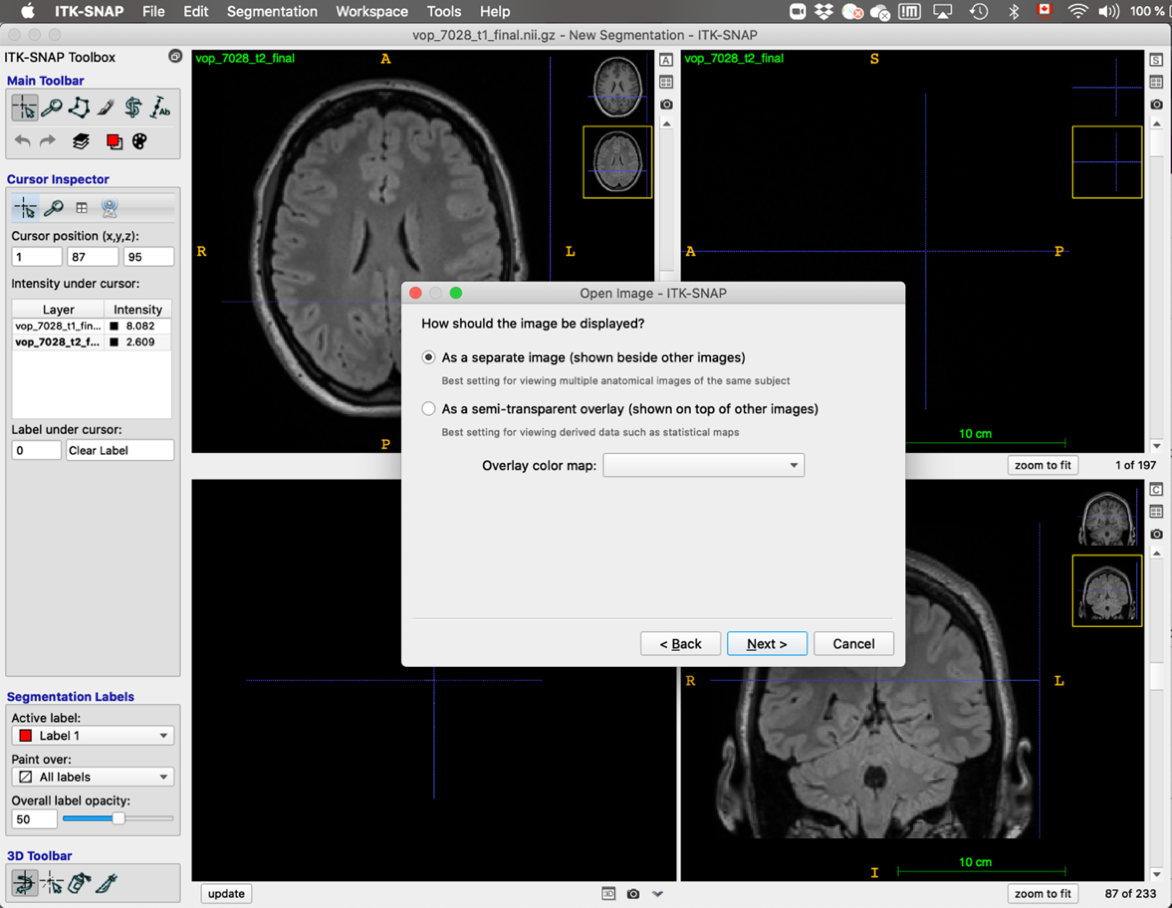 ITK-SNAP File Edit Segmentation Workspace Tools Help 100 %
vop_7028_t1_final.nii.gz - New Segmentation - ITK-SNAP
ITK-SNAP Toolbox
Main Toolbar
Cursor Inspector
Cursor position (x,y,z):
1 87 95
Intensity under cursor:
Layer Intensity
vop_7028_t1_fin... 8.082
vop_7028_t2_f... 2.609
Label under cursor:
0 Clear Label
Segmentation Labels
Active label:
Label 1
Paint over:
All labels
Overall label opacity:
50
3D Toolbar
vop_7028_t2_final
A
R
L
P
A
vop_7028_t2_final
S
A
P
S
10 cm
zoom to fit 1 of 197
Open Image - ITK-SNAP
How should the image be displayed?
As a separate image (shown beside other images)
Best setting for viewing multiple anatomical images of the same subject
As a semi-transparent overlay (shown on top of other images)
Best setting for viewing derived data such as statistical maps
Overlay color map:
< Back Next > Cancel
C
R
L
I
10 cm
update
3D
zoom to fit 87 of 233